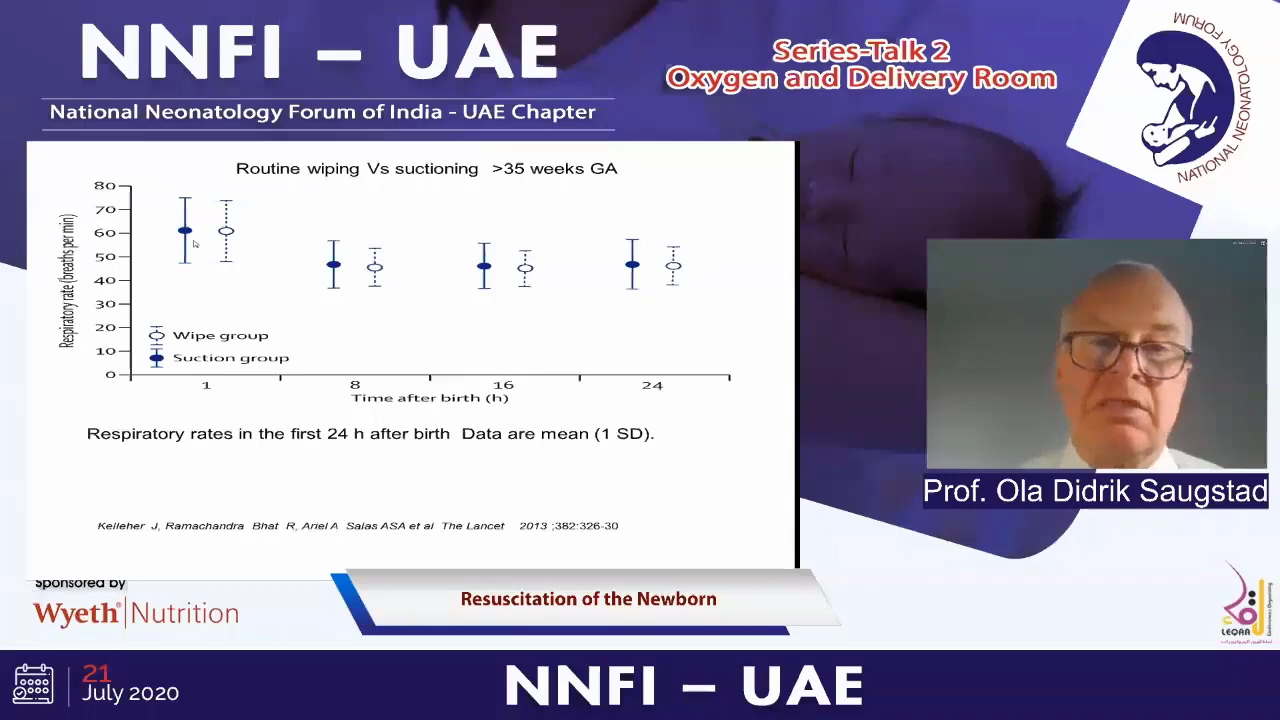 NNFI – UAE
National Neonatology Forum of India - UAE Chapter
Series-Talk 2
Oxygen and Delivery Room
NATIONAL NEONATOLOGY FORUM
Routine wiping Vs suctioning >35 weeks GA
Respiratory rate (breaths per min)
80
70
60
50
40
30
20
10
0
Wipe group
Suction group
1 8 16 24
Time after birth (h)
Respiratory rates in the first 24 h after birth Data are mean (1 SD).
Kelleher J, Ramachandra Bhat R, Ariel A Salas ASA et al The Lancet 2013 ;382:326-30
Prof. Ola Didrik Saugstad
Sponsored by
Wyeth® Nutrition
Resuscitation of the Newborn
LEQAA
21
July 2020
NNFI – UAE